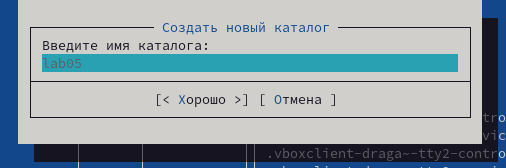 Создать новый каталог
Введите имя каталога:
lab05
[< Хорошо >] [ Отмена ]
.vboxclient-draga--tty2-contro